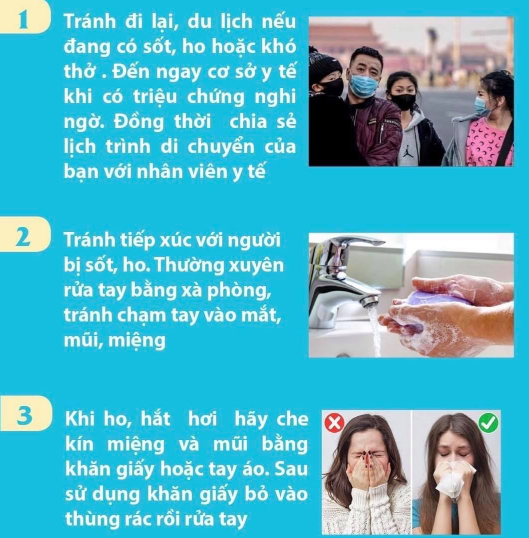 1
Tránh đi lại, du lịch nếu
đang có sốt, ho hoặc khó
thở . Đến ngay cơ sở y tế
khi có triệu chứng nghi
ngờ. Đồng thời chia sẻ
lịch trình di chuyển của
bạn với nhân viên y tế
2
Tránh tiếp xúc với người
bị sốt, ho. Thường xuyên
rửa tay bằng xà phòng,
tránh chạm tay vào mắt,
mũi, miệng
3
Khi ho, hắt hơi hãy che
kín miệng và mũi bằng
khăn giấy hoặc tay áo. Sau
sử dụng khăn giấy bỏ vào
thùng rác rồi rửa tay